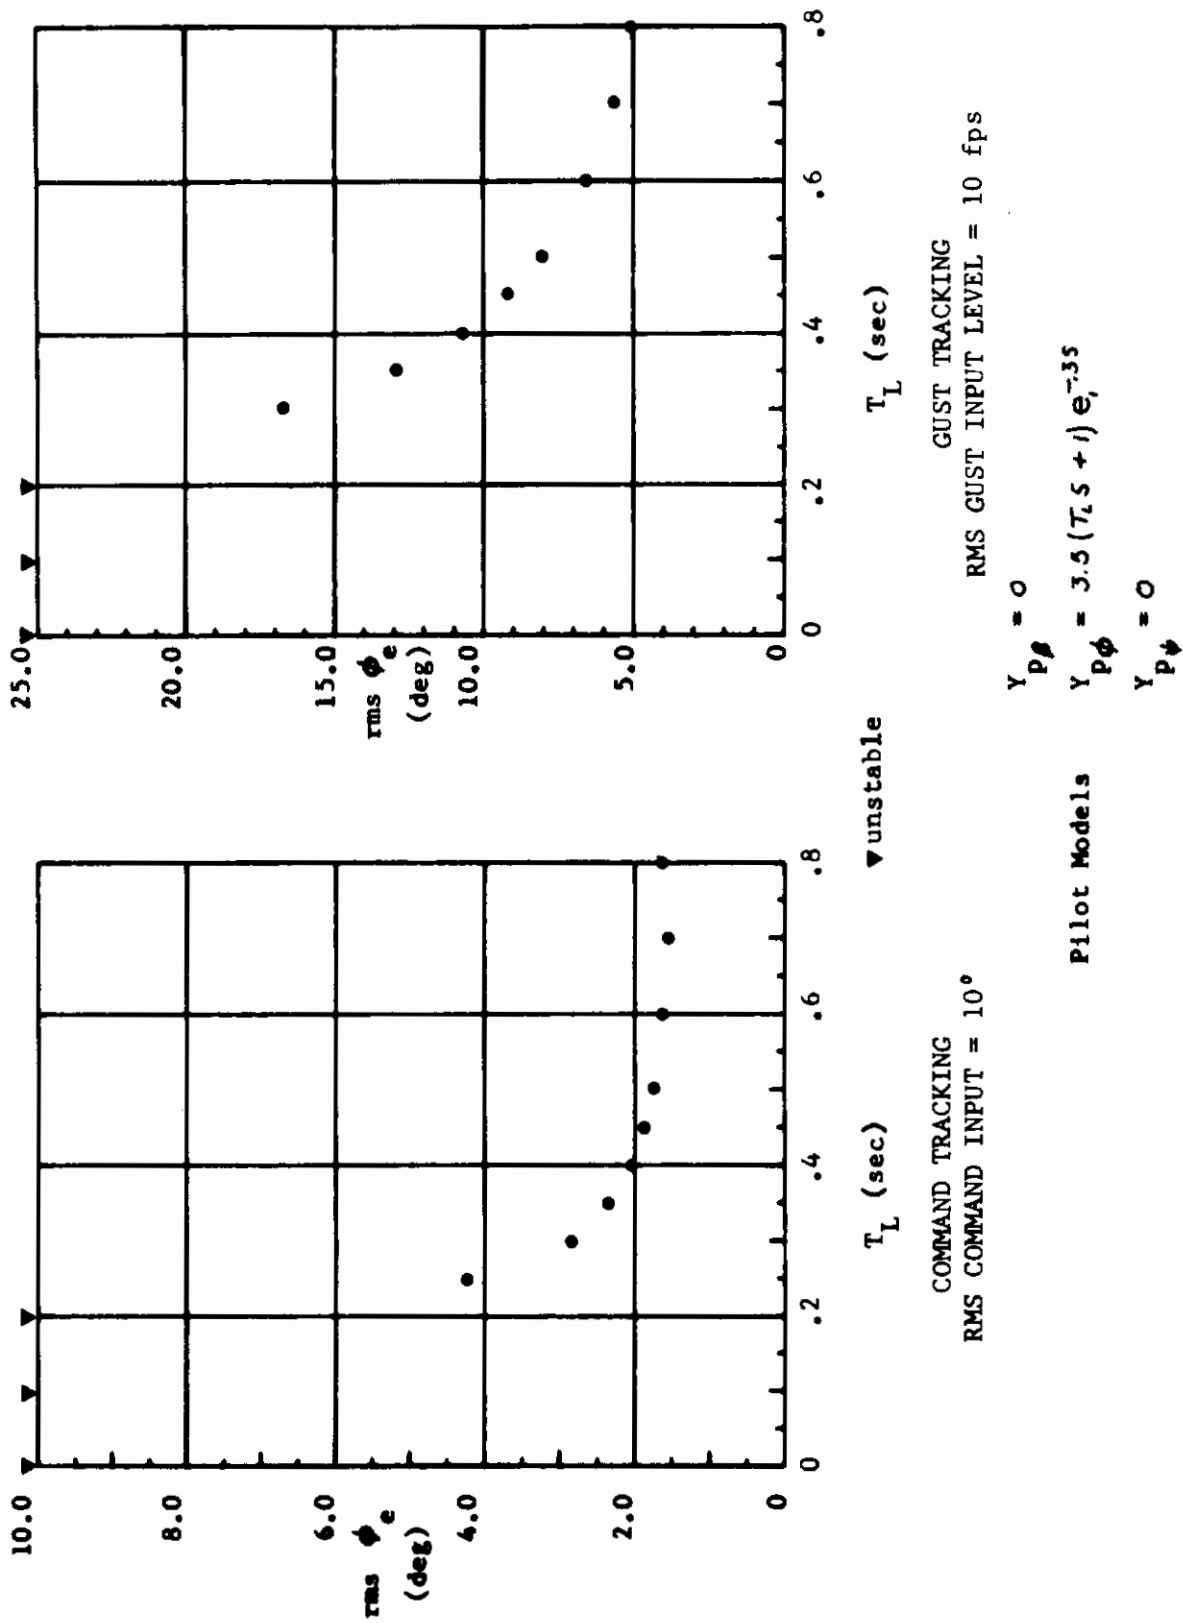 10.0
8.0
6.0
rms ϕe
(deg)
4.0
2.0
0
0
.2
.4
.6
.8
T_L (sec)
COMMAND TRACKING
RMS COMMAND INPUT = 10°
25.0
20.0
15.0
rms ϕe
(deg)
10.0
5.0
0
0
.2
.4
.6
.8
T_L (sec)
GUST TRACKING
RMS GUST INPUT LEVEL = 10 fps
▼unstable
Pilot Models
Y_pβ = 0
Y_pϕ = 3.5 (T_L S + 1) e^-.3S
Y_pψ = 0